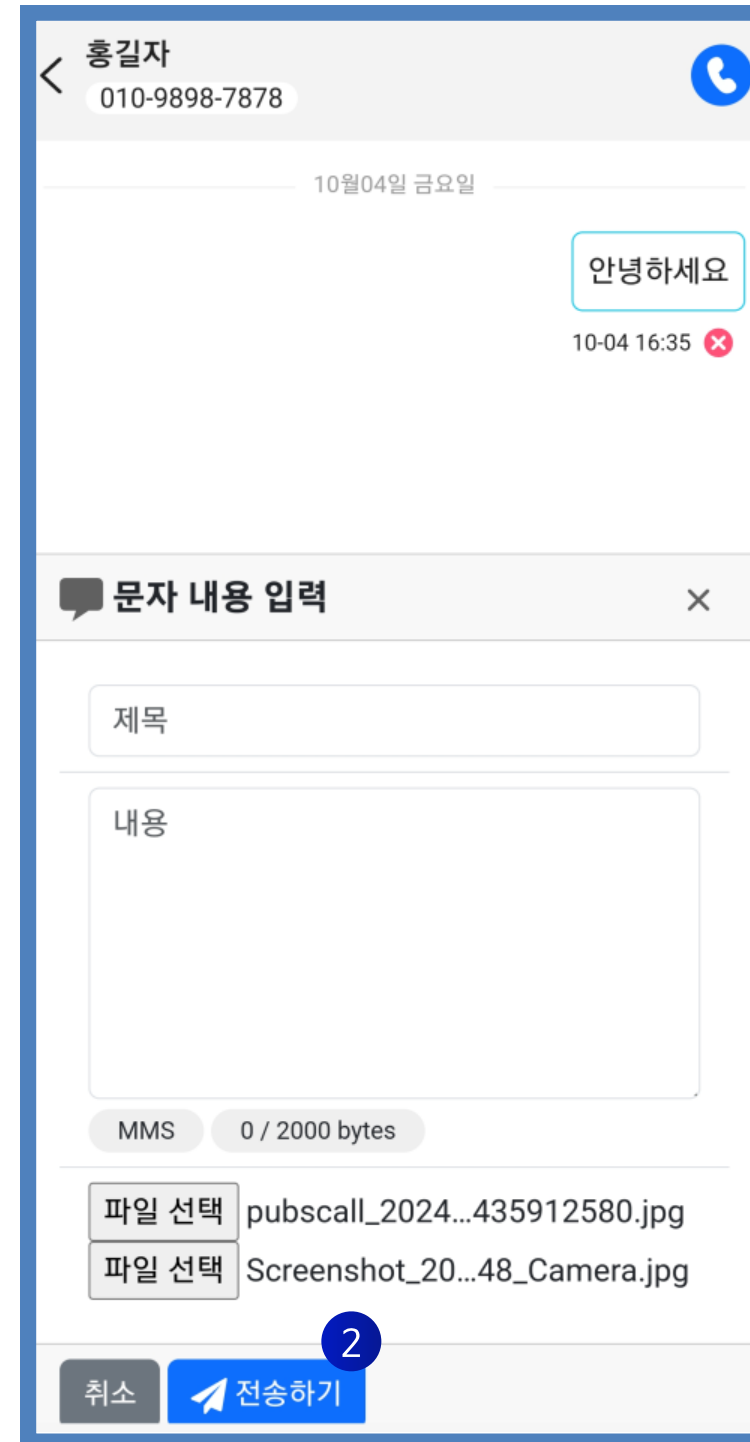 홍길자
010-9898-7878
10월04일 금요일
안녕하세요
10-04 16:35
문자 내용 입력
제목
내용
MMS 0 / 2000 bytes
파일 선택 pubscall_2024…435912580.jpg
파일 선택 Screenshot_20…48_Camera.jpg
2
취소 전송하기